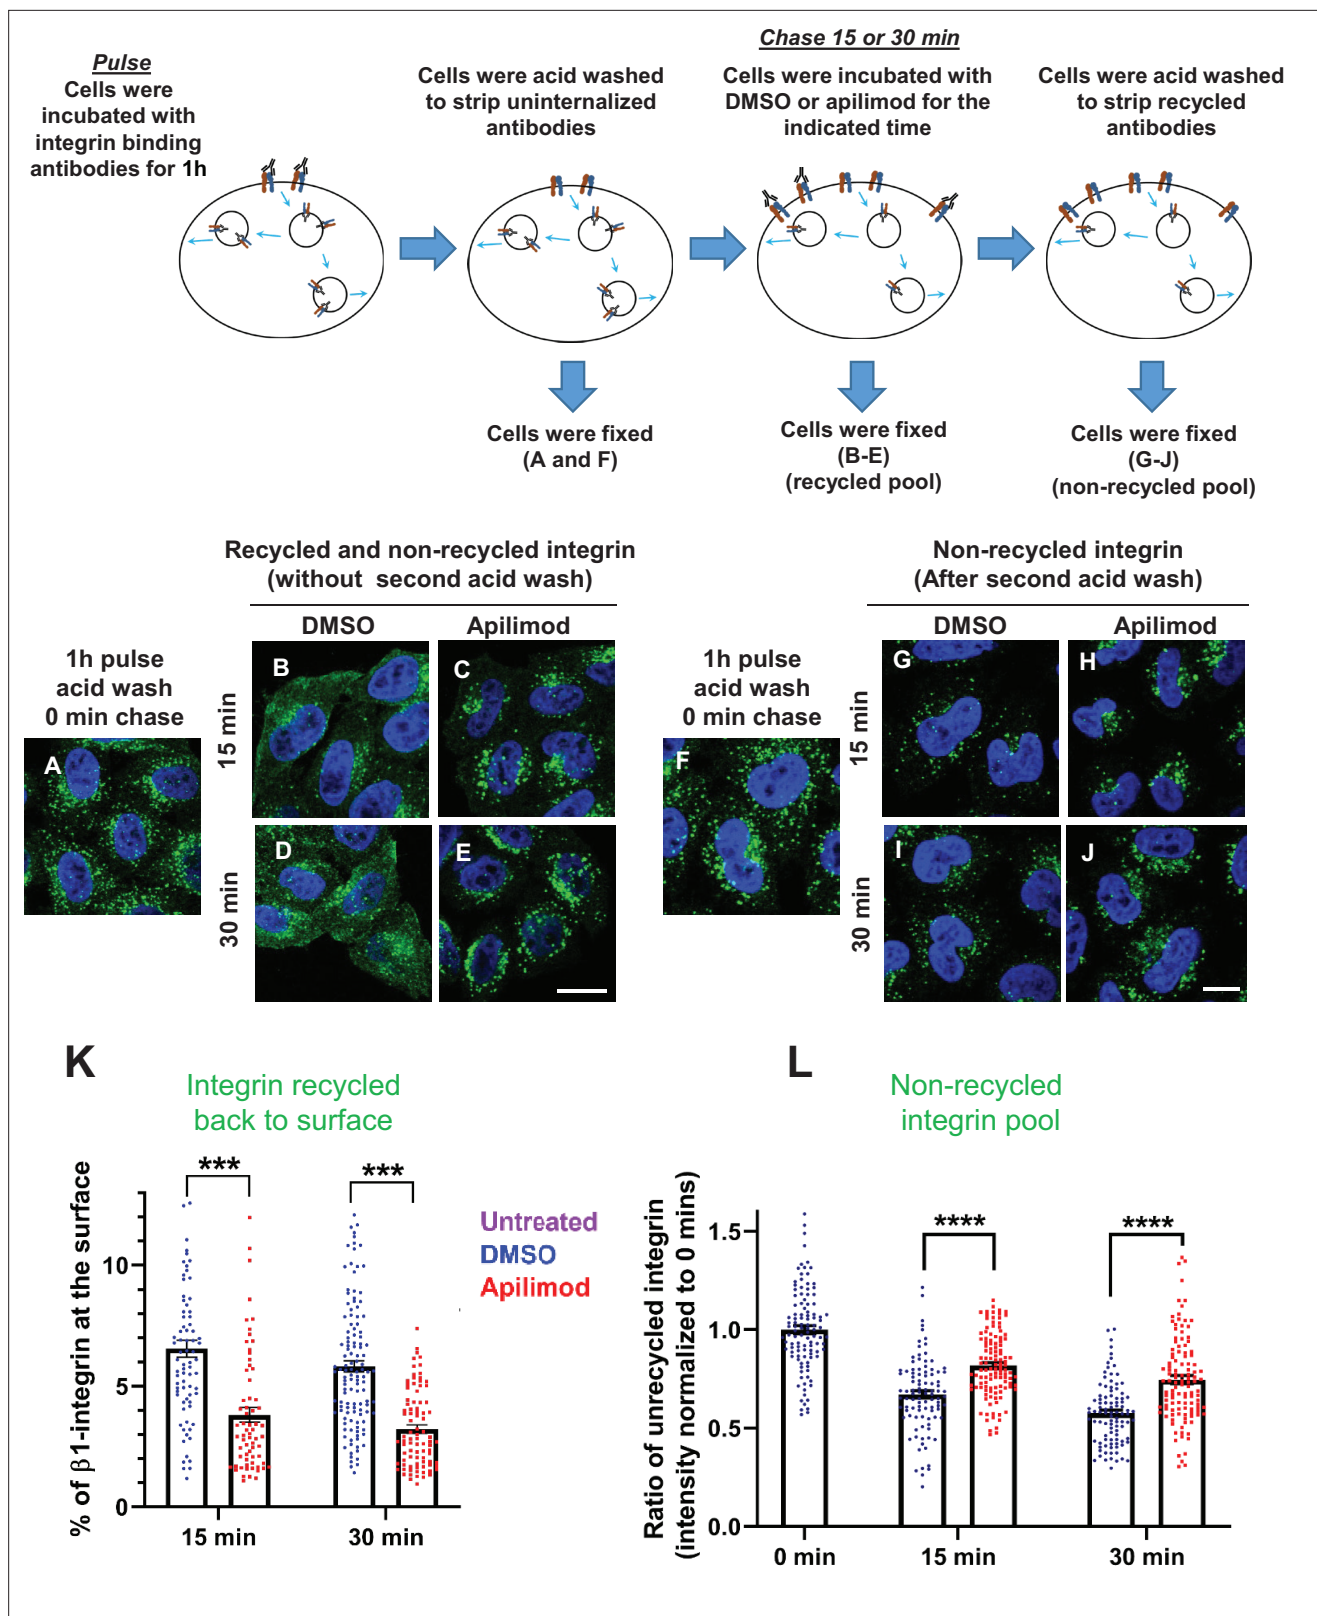 Pulse
Cells were
incubated with
integrin binding
antibodies for 1h
Cells were acid washed
to strip uninternalized
antibodies
Chase 15 or 30 min
Cells were incubated with
DMSO or apilimod for the
indicated time
Cells were acid washed
to strip recycled
antibodies
Cells were fixed
(A and F)
Cells were fixed
(B-E)
(recycled pool)
Cells were fixed
(G-J)
(non-recycled pool)
Recycled and non-recycled integrin
(without second acid wash)
DMSO
Apilimod
1h pulse
acid wash
0 min chase
15 min
30 min
A
B
C
D
E
Non-recycled integrin
(After second acid wash)
DMSO
Apilimod
1h pulse
acid wash
0 min chase
15 min
30 min
F
G
H
I
J
K
Integrin recycled
back to surface
% of β1-integrin at the surface
10
5
0
***
***
15 min
30 min
Untreated
DMSO
Apilimod
L
Non-recycled
integrin pool
Ratio of unrecycled integrin
(intensity normalized to 0 mins)
1.5
1.0
0.5
0.0
****
****
0 min
15 min
30 min